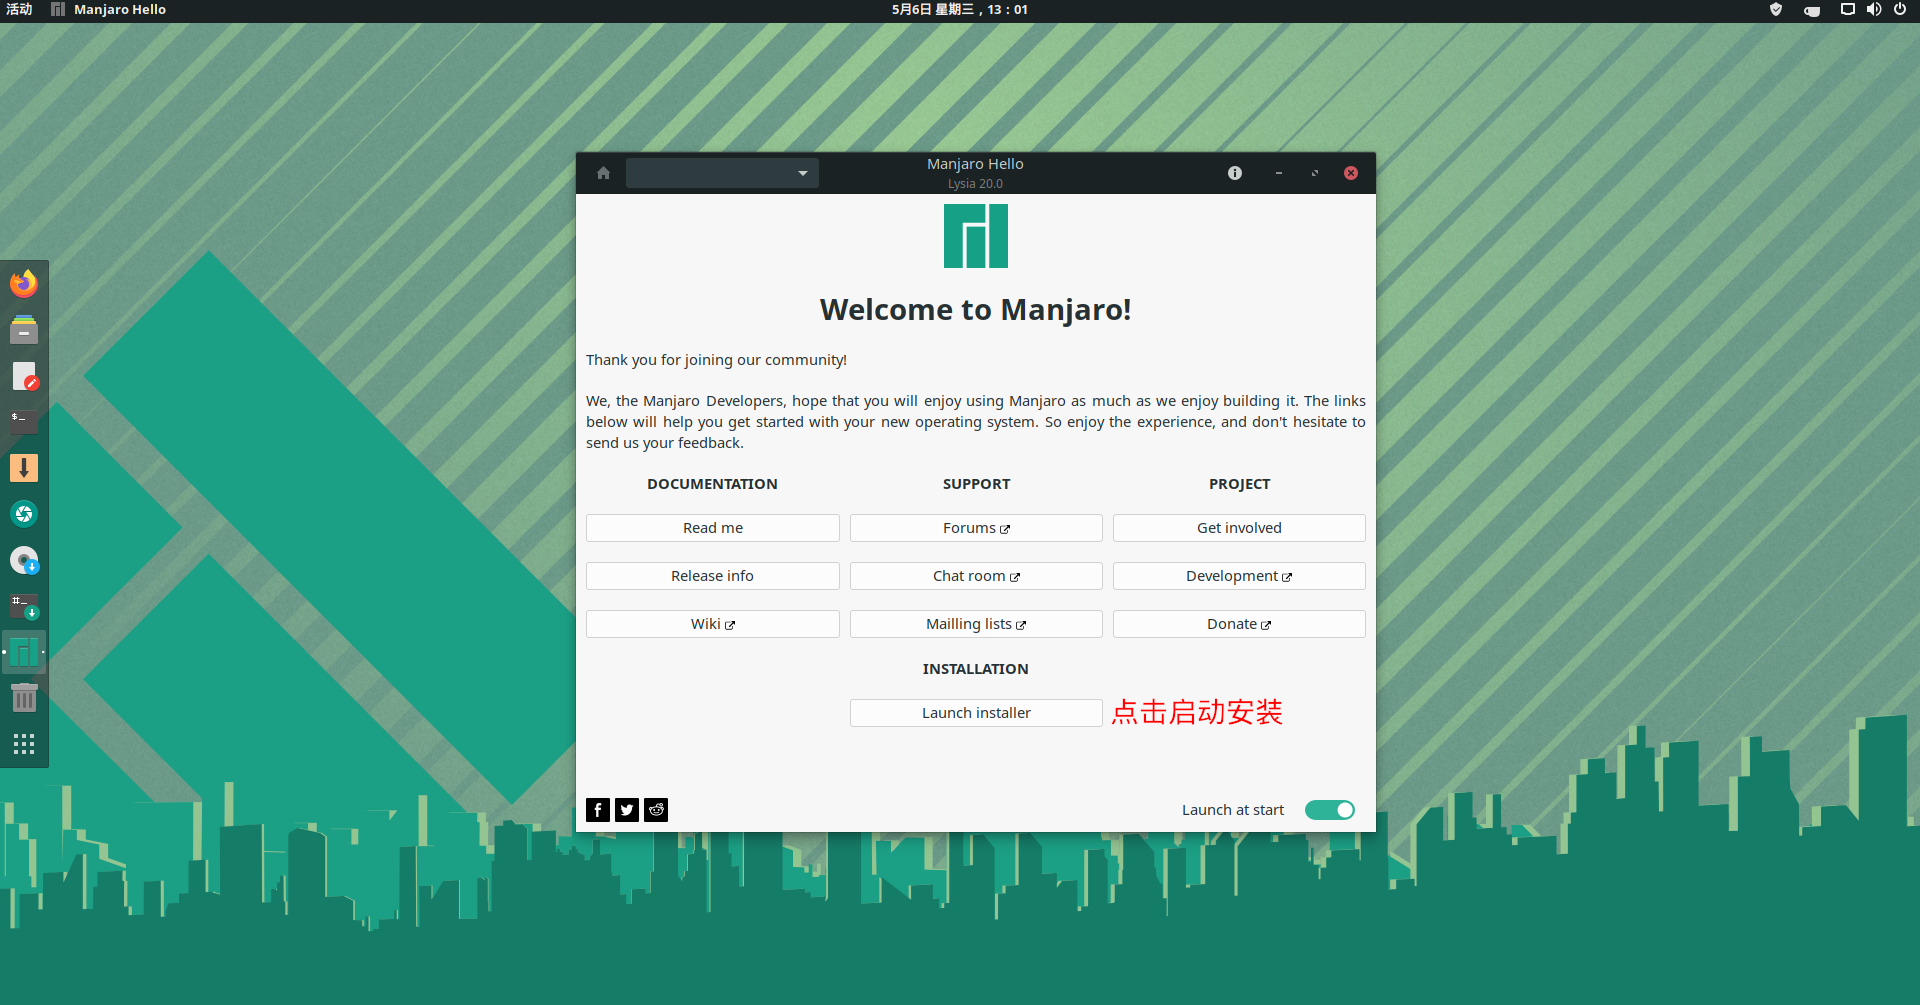 活动 Manjaro Hello 5月6日 星期三，13：01
Manjaro Hello
Lysia 20.0
Welcome to Manjaro!
Thank you for joining our community!
We, the Manjaro Developers, hope that you will enjoy using Manjaro as much as we enjoy building it. The links
below will help you get started with your new operating system. So enjoy the experience, and don't hesitate to
send us your feedback.
DOCUMENTATION SUPPORT PROJECT
Read me Forums Get involved
Release info Chat room Development
Wiki Mailling lists Donate
INSTALLATION
Launch installer 点击启动安装
Launch at start